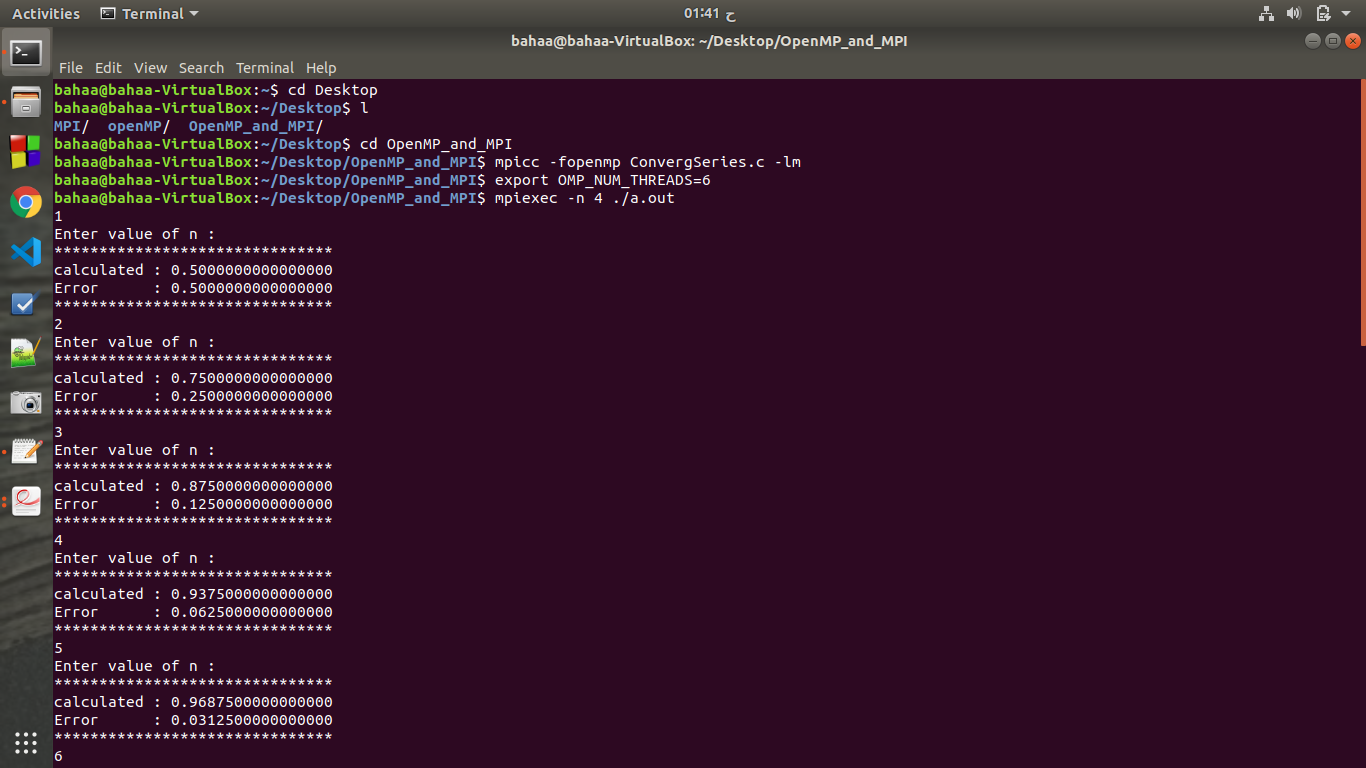 Activities Terminal 01:41 ح
bahaa@bahaa-VirtualBox: ~/Desktop/OpenMP_and_MPI
File Edit View Search Terminal Help
bahaa@bahaa-VirtualBox:~$ cd Desktop
bahaa@bahaa-VirtualBox:~/Desktop$ l
MPI/  openMP/  OpenMP_and_MPI/
bahaa@bahaa-VirtualBox:~/Desktop$ cd OpenMP_and_MPI
bahaa@bahaa-VirtualBox:~/Desktop/OpenMP_and_MPI$ mpicc -fopenmp ConvergSeries.c -lm
bahaa@bahaa-VirtualBox:~/Desktop/OpenMP_and_MPI$ export OMP_NUM_THREADS=6
bahaa@bahaa-VirtualBox:~/Desktop/OpenMP_and_MPI$ mpiexec -n 4 ./a.out
1
Enter value of n :
*******************************
calculated : 0.5000000000000000
Error      : 0.5000000000000000
*******************************
2
Enter value of n :
*******************************
calculated : 0.7500000000000000
Error      : 0.2500000000000000
*******************************
3
Enter value of n :
*******************************
calculated : 0.8750000000000000
Error      : 0.1250000000000000
*******************************
4
Enter value of n :
*******************************
calculated : 0.9375000000000000
Error      : 0.0625000000000000
*******************************
5
Enter value of n :
*******************************
calculated : 0.9687500000000000
Error      : 0.0312500000000000
*******************************
6